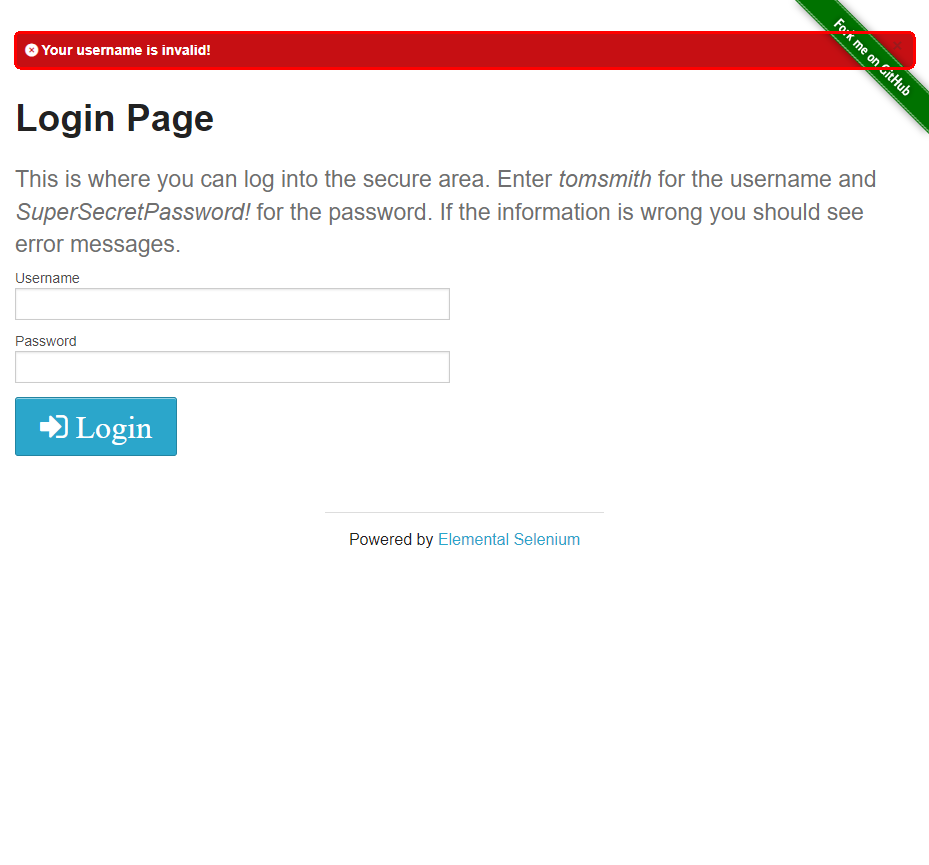 Your username is invalid!
Fork me on GitHub
Login Page
This is where you can log into the secure area. Enter tomsmith for the username and
SuperSecretPassword! for the password. If the information is wrong you should see
error messages.
Username
Password
Login
Powered by Elemental Selenium